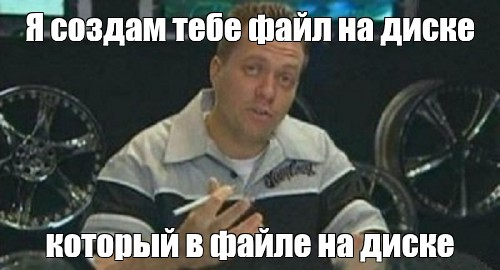 Я создам тебе файл на диске
который в файле на диске